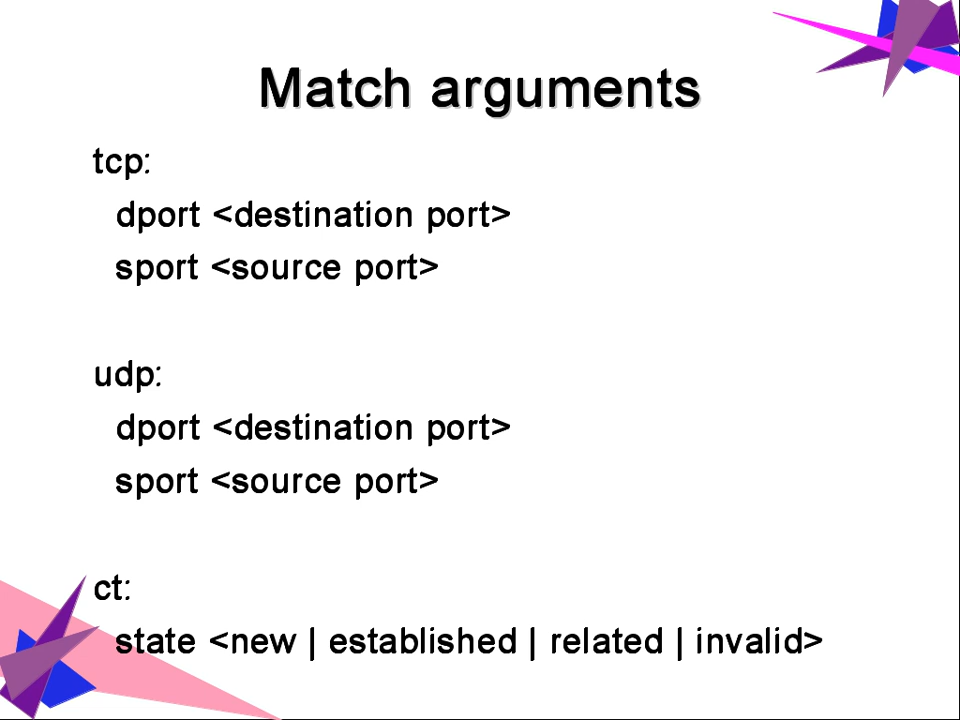 Match arguments
tcp:
dport <destination port>
sport <source port>
udp:
dport <destination port>
sport <source port>
ct:
state <new | established | related | invalid>